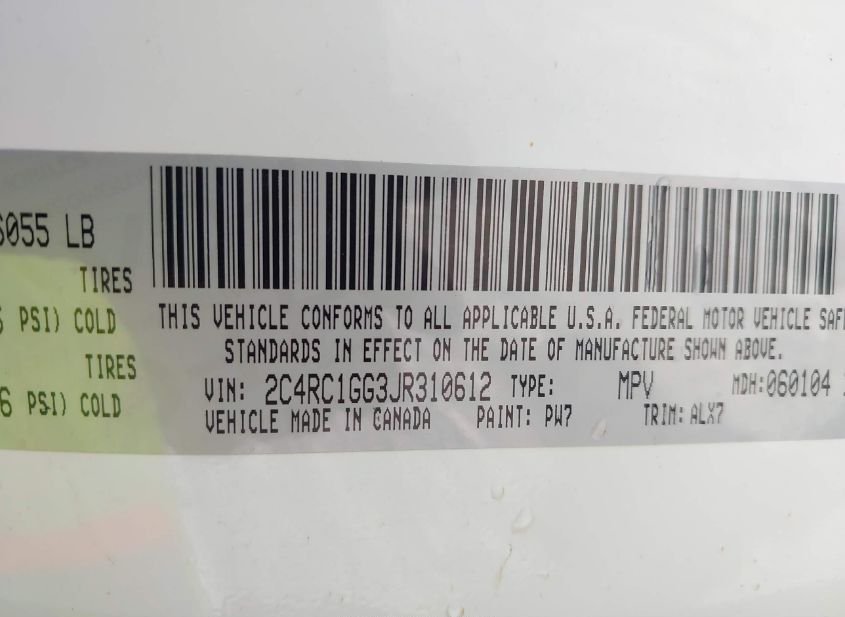 6055 LB
TIRES
PSI) COLD
THIS VEHICLE CONFORMS TO ALL APPLICABLE U.S.A. FEDERAL MOTOR VEHICLE SAF
STANDARDS IN EFFECT ON THE DATE OF MANUFACTURE SHOWN ABOVE.
TIRES
6 PSI) COLD
VIN: 2C4RC1GG3JR310612 TYPE: MPV MDH:060104
VEHICLE MADE IN CANADA PAINT: PW7 TRIM: ALX7